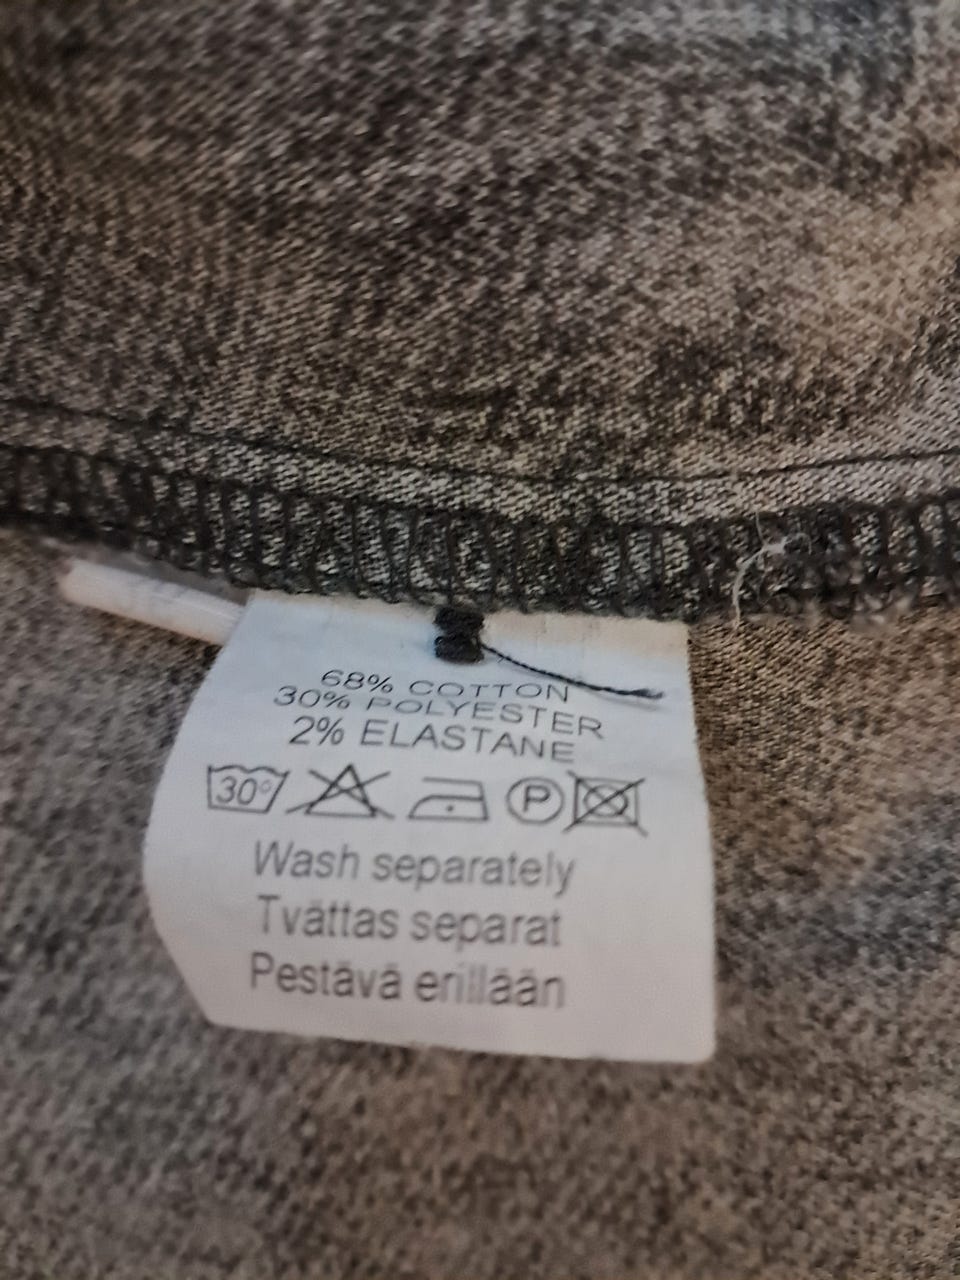 68% COTTON
30% POLYESTER
2% ELASTANE
30° P
Wash separately
Tvättas separat
Pestävä erillään